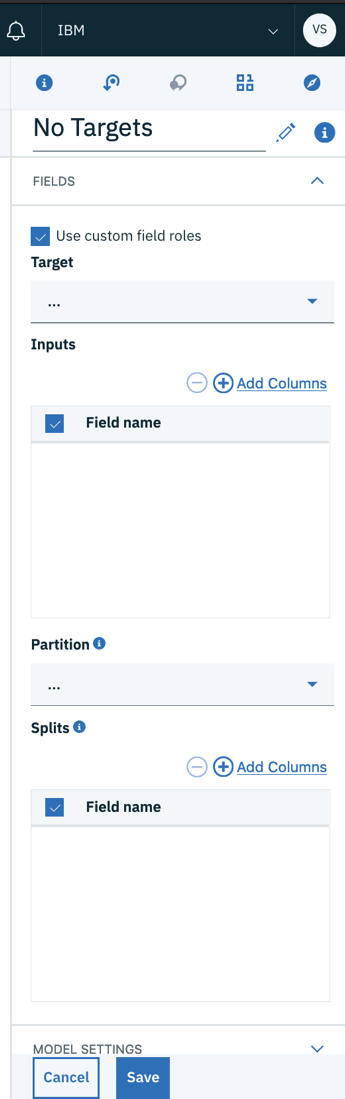 IBM
VS
No Targets
FIELDS
Use custom field roles
Target
...
Inputs
Add Columns
Field name
Partition
...
Splits
Add Columns
Field name
MODEL SETTINGS
Cancel Save